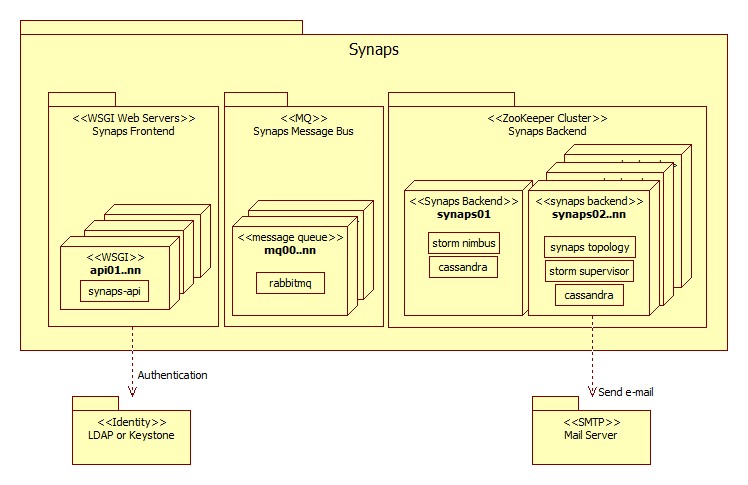 Synaps
<<WSGI Web Servers>>
Synaps Frontend
<<WSGI>>
api01..nn
synaps-api
<<MQ>>
Synaps Message Bus
<<message queue>>
mq00..nn
rabbitmq
<<ZooKeeper Cluster>>
Synaps Backend
<<Synaps Backend>>
synaps01
storm nimbus
cassandra
<<synaps backend>>
synaps02..nn
synaps topology
storm supervisor
cassandra
Authentication
Send e-mail
<<Identity>>
LDAP or Keystone
<<SMTP>>
Mail Server